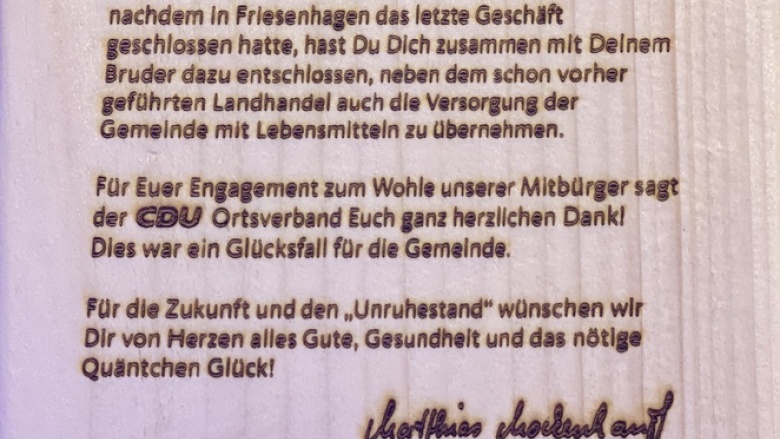 nachdem in Friesenhagen das letzte Geschäft
geschlossen hatte, hast Du Dich zusammen mit Deinem
Bruder dazu entschlossen, neben dem schon vorher
geführten Landhandel auch die Versorgung der
Gemeinde mit Lebensmitteln zu übernehmen.
Für Euer Engagement zum Wohle unserer Mitbürger sagt
der CDU Ortsverband Euch ganz herzlichen Dank!
Dies war ein Glücksfall für die Gemeinde.
Für die Zukunft und den „Unruhestand“ wünschen wir
Dir von Herzen alles Gute, Gesundheit und das nötige
Quäntchen Glück!
Matthias